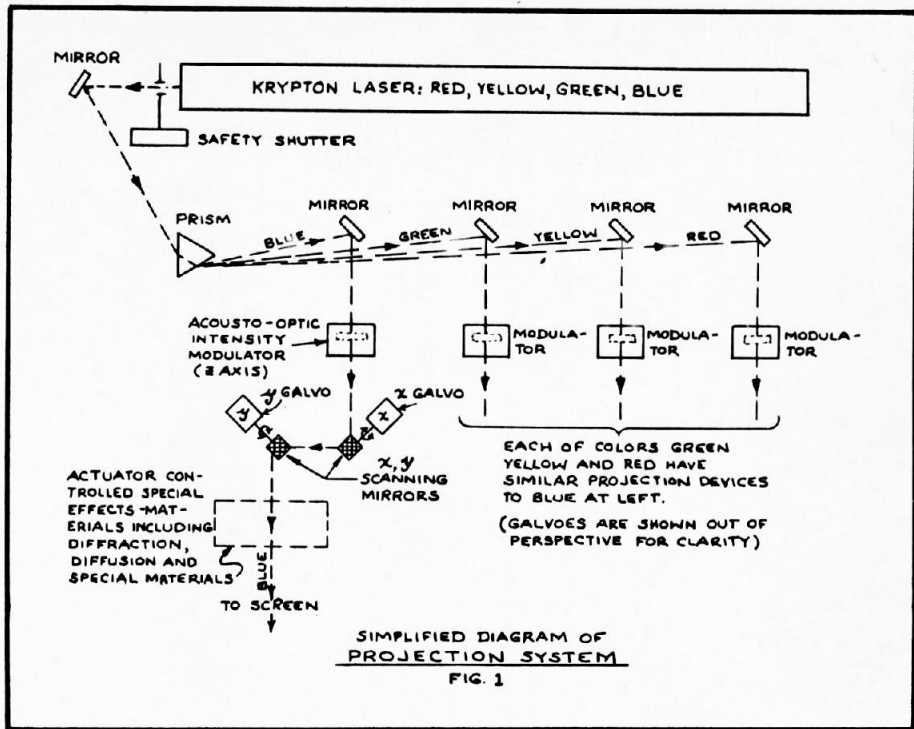 MIRROR
KRYPTON LASER: RED, YELLOW, GREEN, BLUE
SAFETY SHUTTER
PRISM
MIRROR
MIRROR
MIRROR
MIRROR
BLUE
GREEN
YELLOW
RED
ACOUSTO-OPTIC
INTENSITY
MODULATOR
(Z AXIS)
MODULA-
TOR
MODULA-
TOR
MODULA-
TOR
y GALVO
y
x GALVO
x
x, y
SCANNING
MIRRORS
EACH OF COLORS GREEN
YELLOW AND RED HAVE
SIMILAR PROJECTION DEVICES
TO BLUE AT LEFT.
(GALVOES ARE SHOWN OUT OF
PERSPECTIVE FOR CLARITY)
ACTUATOR CON-
TROLLED SPECIAL
EFFECTS-MAT-
ERIALS INCLUDING
DIFFRACTION,
DIFFUSION AND
SPECIAL MATERIALS
BLUE
TO SCREEN
SIMPLIFIED DIAGRAM OF
PROJECTION SYSTEM
FIG. 1